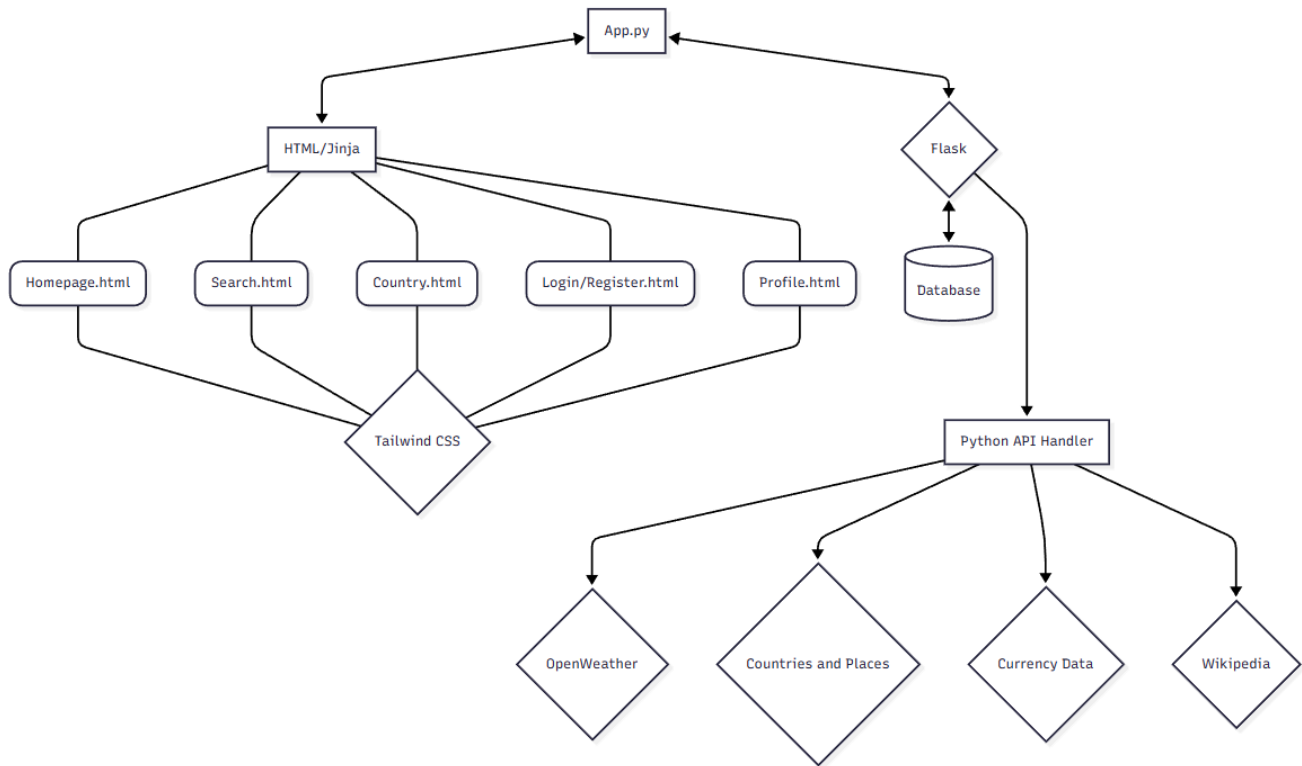 App.py
HTML/Jinja
Flask
Homepage.html
Search.html
Country.html
Login/Register.html
Profile.html
Database
Tailwind CSS
Python API Handler
OpenWeather
Countries and Places
Currency Data
Wikipedia